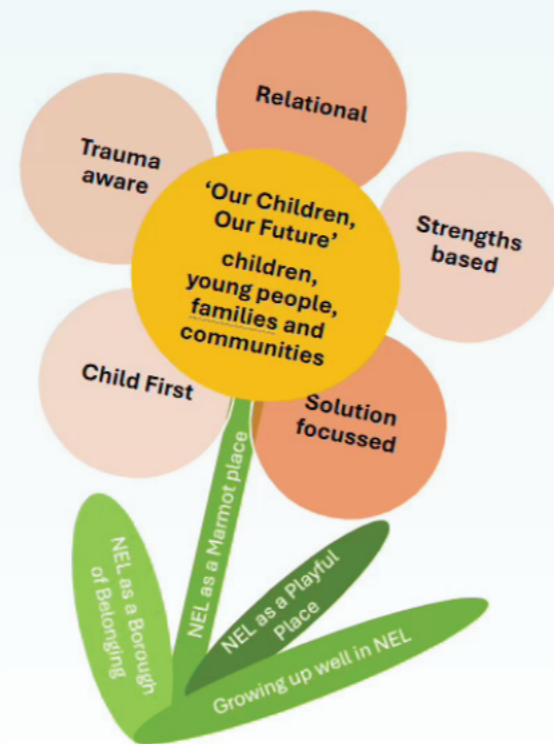 Relational
Trauma
aware
'Our Children,
Our Future'
children,
young people,
families and
communities
Strengths
based
Child First
Solution
focussed
NEL as a Marmot place
NEL as a Borough
of Belonging
NEL as a Playful
Place
Growing up well in NEL